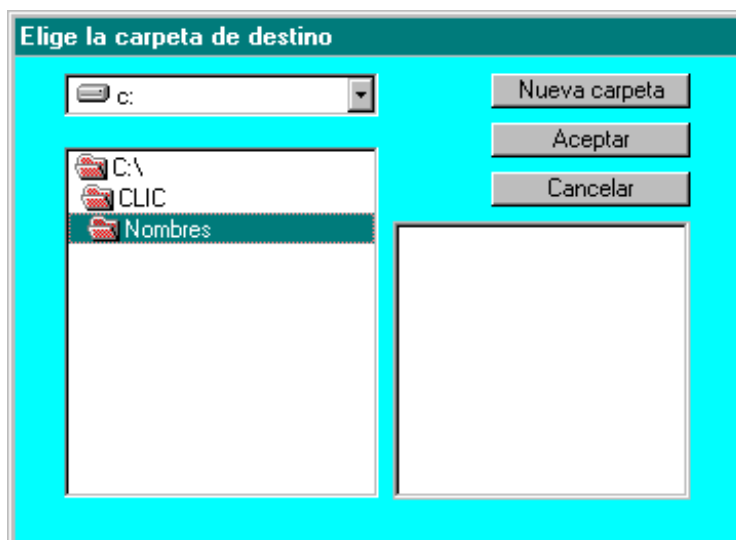 Elige la carpeta de destino
c:
Nueva carpeta
Aceptar
Cancelar
C:\
CLIC
Nombres